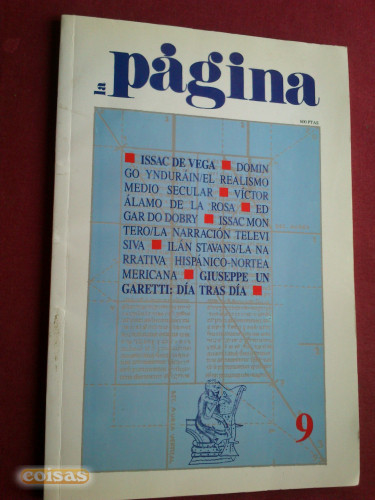 la página
600 PTAS
■ ISSAC DE VEGA ■ DOMIN
GO YNDURÁIN/EL REALISMO
MEDIO SECULAR ■ VÍCTOR
ÁLAMO DE LA ROSA ■ ED
GAR DO DOBRY ■ ISSAC MON
TERO/LA NARRACIÓN TELEVI
SIVA ■ ILÁN STAVANS/LA NA
RRATIVA HISPÁNICO-NORTEA
MERICANA ■ GIUSEPPE UN
GARETTI: DÍA TRAS DÍA ■
9
coisas